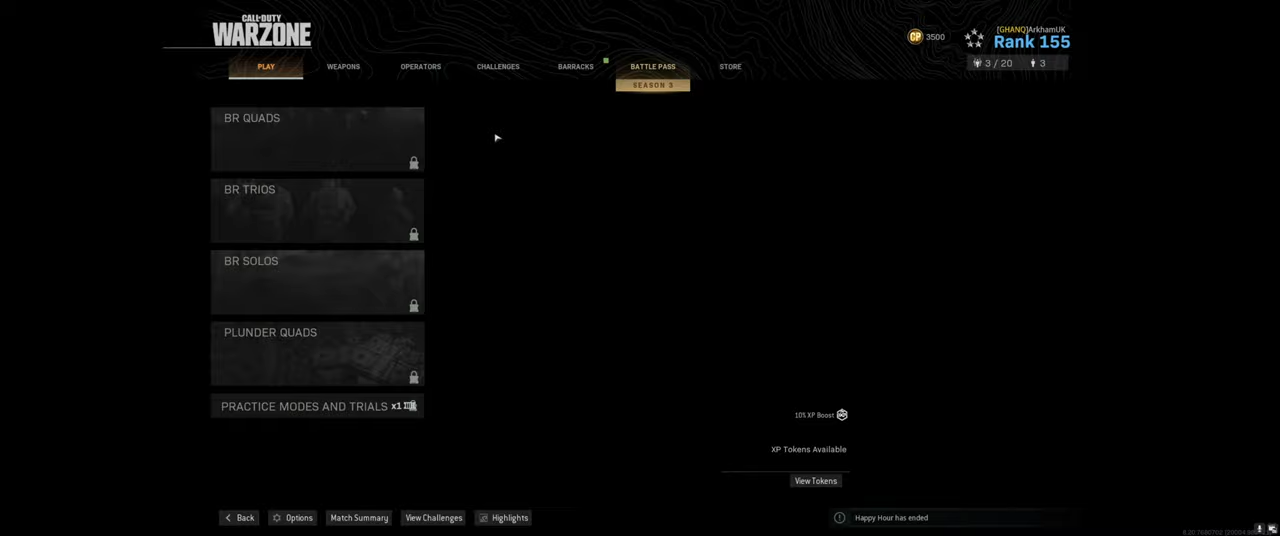 CALL OF DUTY
WARZONE
CP 3500
[GHANQ]ArkhamUK
Rank 155
3 / 20 3
PLAY WEAPONS OPERATORS CHALLENGES BARRACKS BATTLE PASS STORE
SEASON 3
BR QUADS
BR TRIOS
BR SOLOS
PLUNDER QUADS
PRACTICE MODES AND TRIALS x1
10% XP Boost
XP Tokens Available
View Tokens
Back Options Match Summary View Challenges Highlights
Happy Hour has ended